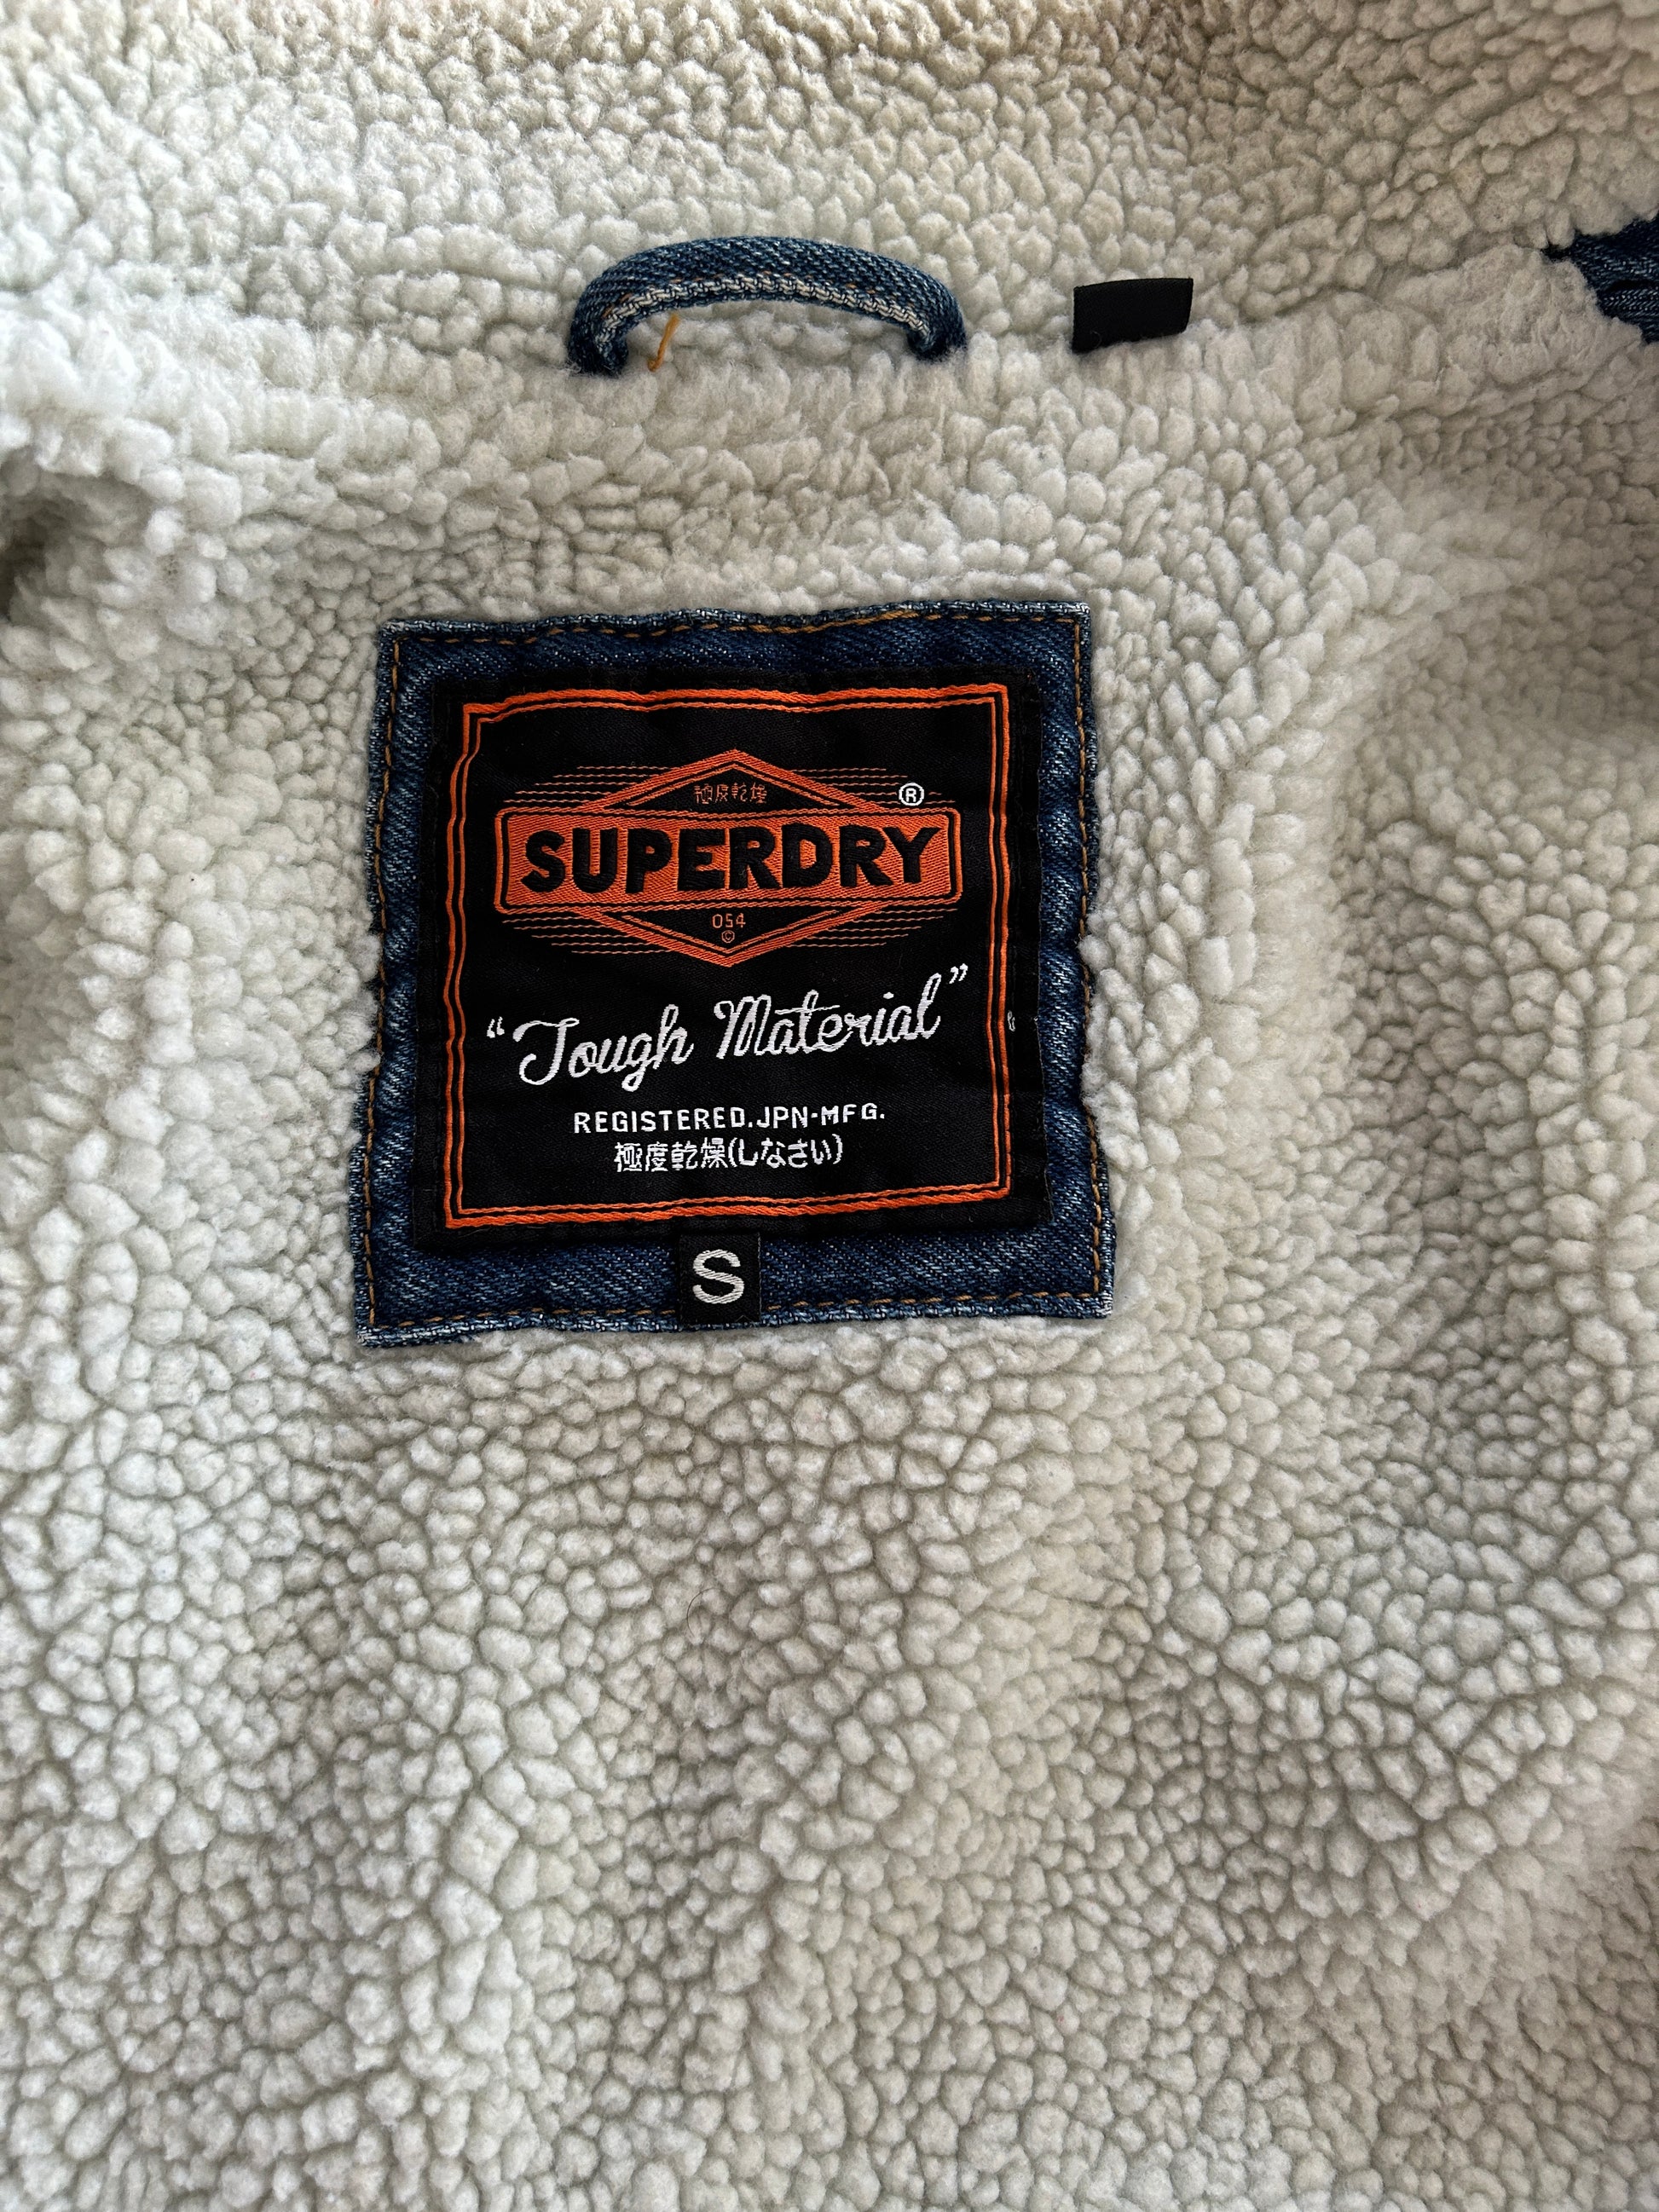 極度乾燥
®
SUPERDRY
054
©
“Tough Material”
REGISTERED.JPN-MFG.
極度乾燥(しなさい)
S